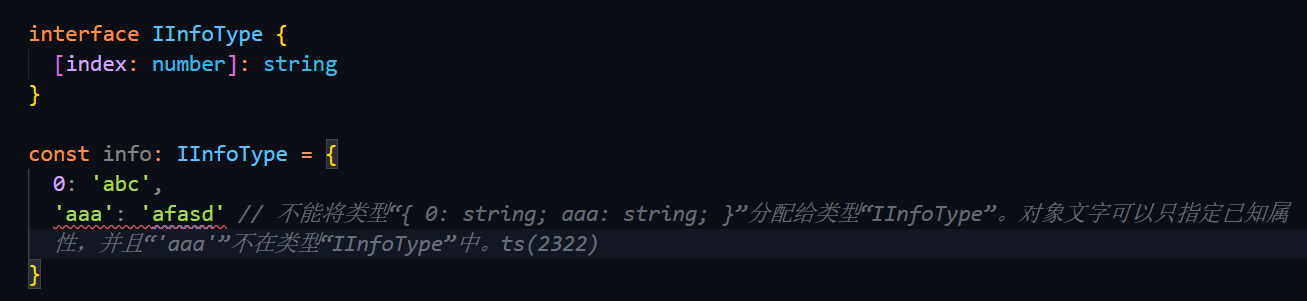 interface IInfoType {
  [index: number]: string
}

const info: IInfoType = {
  0: 'abc',
  'aaa': 'afasd' // 不能将类型“{ 0: string; aaa: string; }”分配给类型“IInfoType”。对象文字可以只指定已知属
  性，并且“'aaa'”不在类型“IInfoType”中。ts(2322)
}